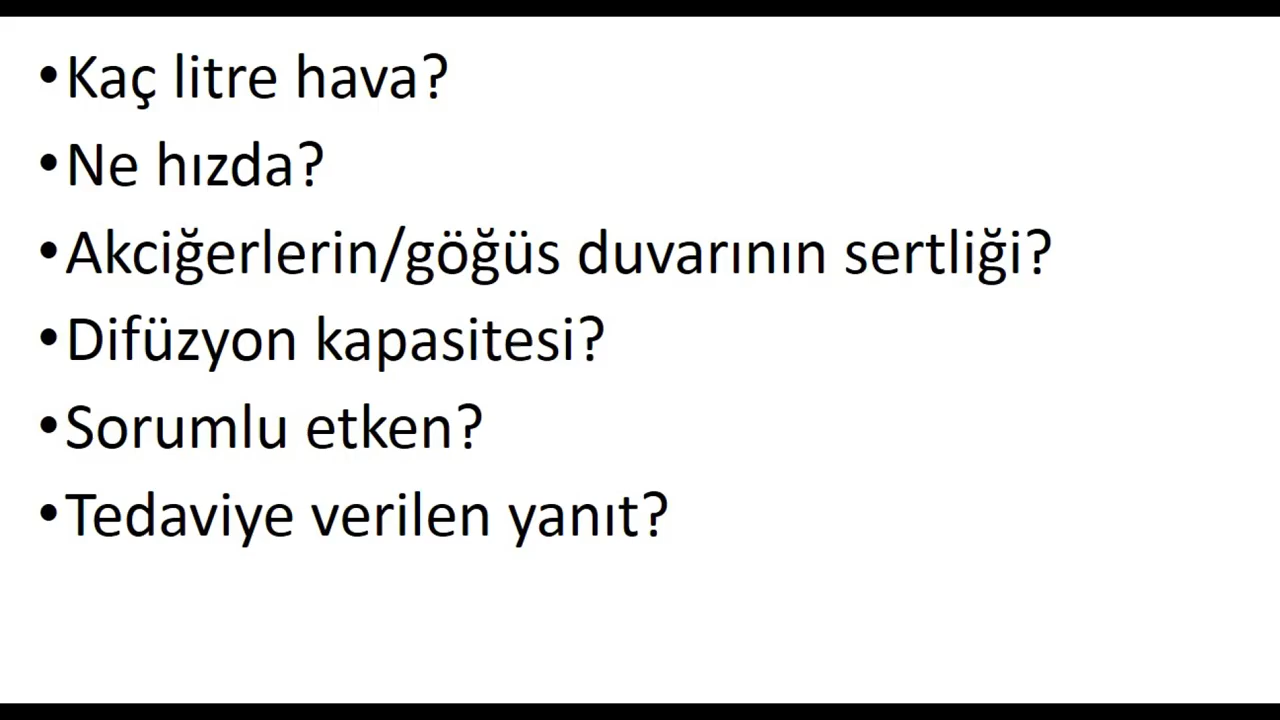 •Kaç litre hava?
•Ne hızda?
•Akciğerlerin/göğüs duvarının sertliği?
•Difüzyon kapasitesi?
•Sorumlu etken?
•Tedaviye verilen yanıt?